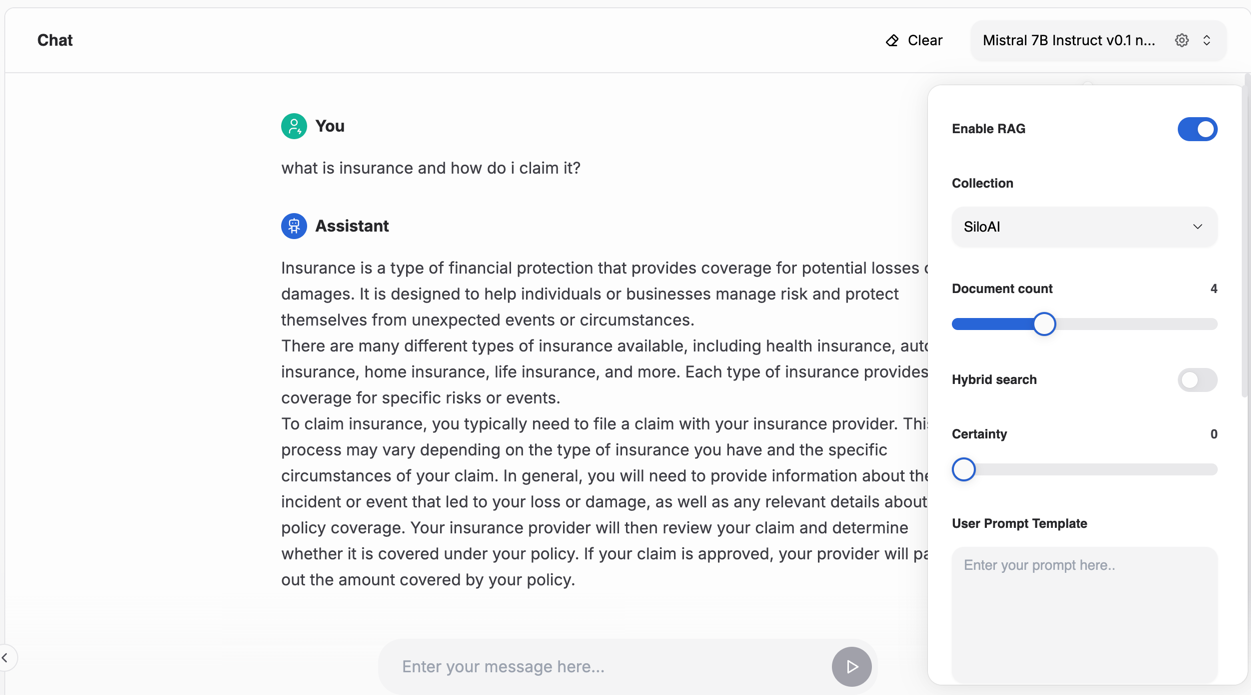 Chat
Clear
Mistral 7B Instruct v0.1 n...
You
what is insurance and how do i claim it?
Assistant
Insurance is a type of financial protection that provides coverage for potential losses
damages. It is designed to help individuals or businesses manage risk and protect
themselves from unexpected events or circumstances.
There are many different types of insurance available, including health insurance,
insurance, home insurance, life insurance, and more. Each type of insurance provides
coverage for specific risks or events.
To claim insurance, you typically need to file a claim with your insurance provider.
process may vary depending on the type of insurance you have and the specific
circumstances of your claim. In general, you will need to provide information about the
incident or event that led to your loss or damage, as well as any relevant details about
policy coverage. Your insurance provider will then review your claim and determine
whether it is covered under your policy. If your claim is approved, your provider will
out the amount covered by your policy.
Enter your message here...
Enable RAG
Collection
SiloAI
Document count 4
Hybrid search
Certainty 0
User Prompt Template
Enter your prompt here..